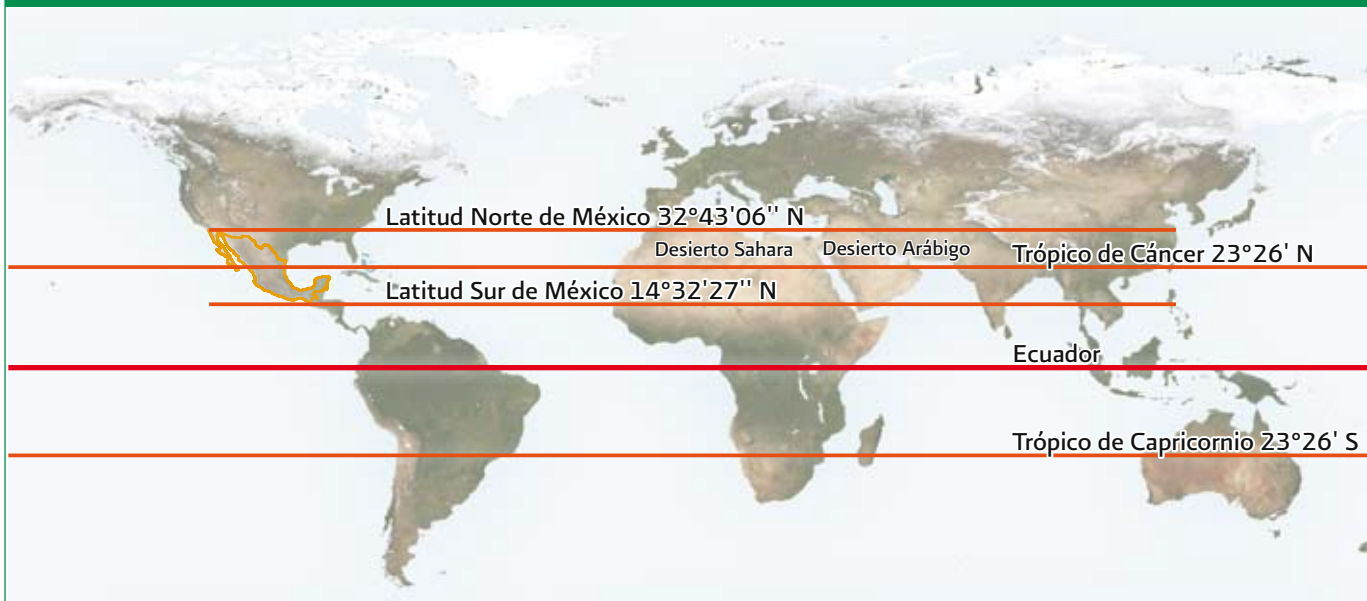 Latitud Norte de México 32°43'06'' N
Desierto Sahara
Desierto Arábigo
Trópico de Cáncer 23°26' N
Latitud Sur de México 14°32'27'' N
Ecuador
Trópico de Capricornio 23°26' S